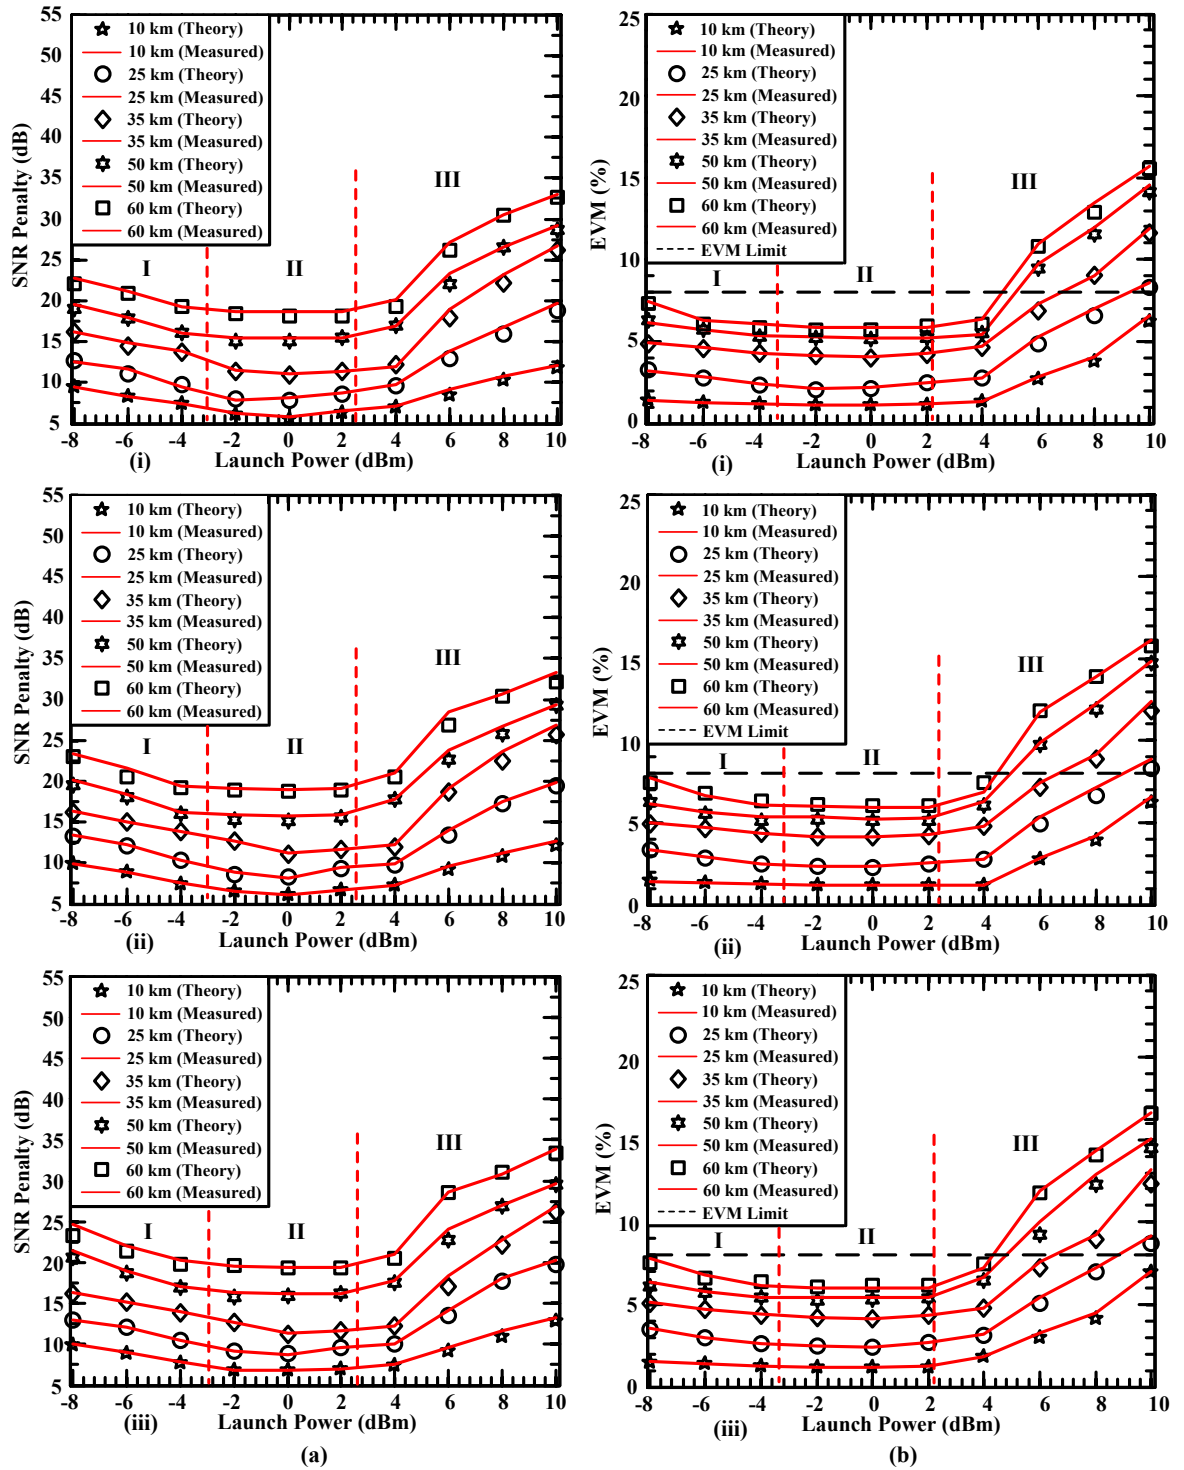 55
50
45
40
35
30
25
20
15
10
5
SNR Penalty (dB)
10 km (Theory)
10 km (Measured)
25 km (Theory)
25 km (Measured)
35 km (Theory)
35 km (Measured)
50 km (Theory)
50 km (Measured)
60 km (Theory)
60 km (Measured)
I
II
III
-8 -6 -4 -2 0 2 4 6 8 10
(i) Launch Power (dBm)
25
20
15
10
5
0
EVM (%)
10 km (Theory)
10 km (Measured)
25 km (Theory)
25 km (Measured)
35 km (Theory)
35 km (Measured)
50 km (Theory)
50 km (Measured)
60 km (Theory)
60 km (Measured)
EVM Limit
I
II
III
-8 -6 -4 -2 0 2 4 6 8 10
(i) Launch Power (dBm)
55
50
45
40
35
30
25
20
15
10
5
SNR Penalty (dB)
10 km (Theory)
10 km (Measured)
25 km (Theory)
25 km (Measured)
35 km (Theory)
35 km (Measured)
50 km (Theory)
50 km (Measured)
60 km (Theory)
60 km (Measured)
I
II
III
-8 -6 -4 -2 0 2 4 6 8 10
(ii) Launch Power (dBm)
25
20
15
10
5
0
EVM (%)
10 km (Theory)
10 km (Measured)
25 km (Theory)
25 km (Measured)
35 km (Theory)
35 km (Measured)
50 km (Theory)
50 km (Measured)
60 km (Theory)
60 km (Measured)
EVM Limit
I
II
III
-8 -6 -4 -2 0 2 4 6 8 10
(ii) Launch Power (dBm)
55
50
45
40
35
30
25
20
15
10
5
SNR Penalty (dB)
10 km (Theory)
10 km (Measured)
25 km (Theory)
25 km (Measured)
35 km (Theory)
35 km (Measured)
50 km (Theory)
50 km (Measured)
60 km (Theory)
60 km (Measured)
I
II
III
-8 -6 -4 -2 0 2 4 6 8 10
(iii) Launch Power (dBm)
(a)
25
20
15
10
5
0
EVM (%)
10 km (Theory)
10 km (Measured)
25 km (Theory)
25 km (Measured)
35 km (Theory)
35 km (Measured)
50 km (Theory)
50 km (Measured)
60 km (Theory)
60 km (Measured)
EVM Limit
I
II
III
-8 -6 -4 -2 0 2 4 6 8 10
(iii) Launch Power (dBm)
(b)